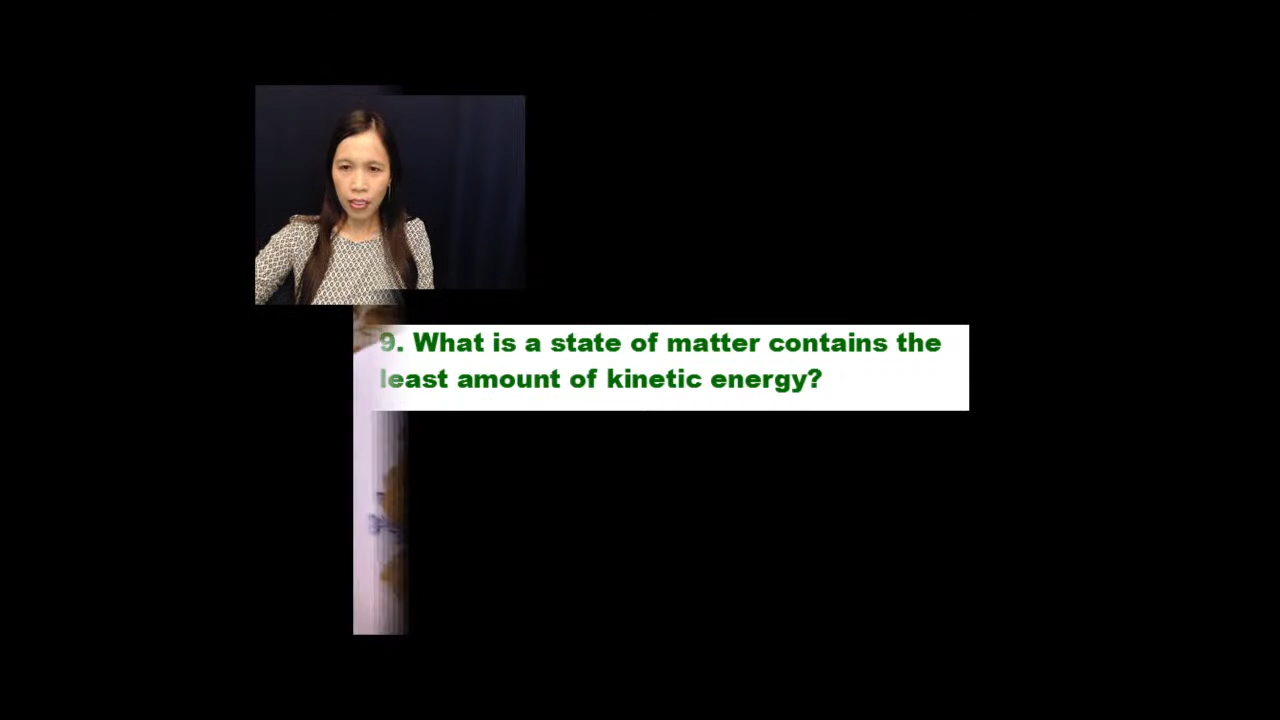 9. What is a state of matter contains the
least amount of kinetic energy?